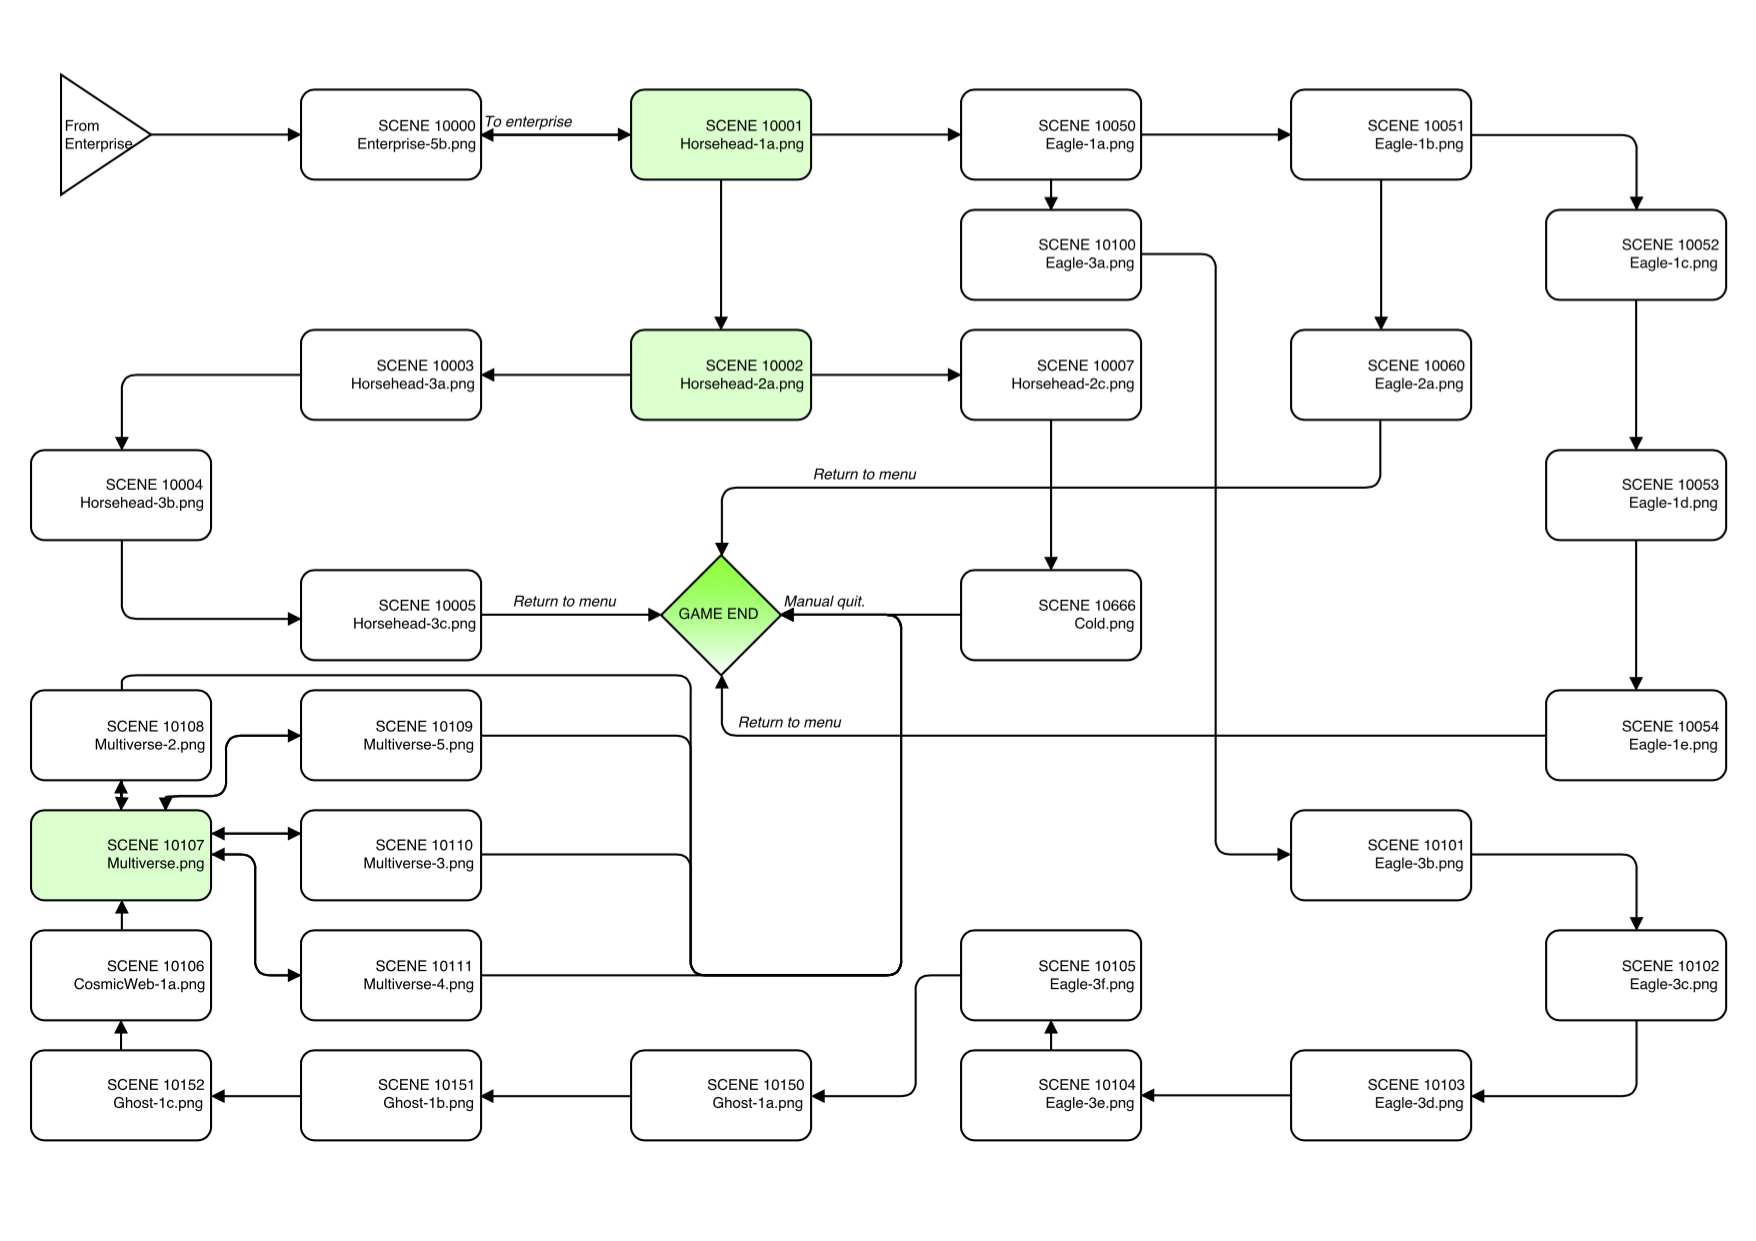 From
Enterprise
SCENE 10000
Enterprise-5b.png
To enterprise
SCENE 10001
Horsehead-1a.png
SCENE 10050
Eagle-1a.png
SCENE 10051
Eagle-1b.png
SCENE 10100
Eagle-3a.png
SCENE 10052
Eagle-1c.png
SCENE 10003
Horsehead-3a.png
SCENE 10002
Horsehead-2a.png
SCENE 10007
Horsehead-2c.png
SCENE 10060
Eagle-2a.png
Return to menu
SCENE 10004
Horsehead-3b.png
SCENE 10053
Eagle-1d.png
SCENE 10005
Horsehead-3c.png
Return to menu
GAME END
Manual quit.
SCENE 10666
Cold.png
SCENE 10108
Multiverse-2.png
SCENE 10109
Multiverse-5.png
Return to menu
SCENE 10054
Eagle-1e.png
SCENE 10107
Multiverse.png
SCENE 10110
Multiverse-3.png
SCENE 10101
Eagle-3b.png
SCENE 10106
CosmicWeb-1a.png
SCENE 10111
Multiverse-4.png
SCENE 10105
Eagle-3f.png
SCENE 10102
Eagle-3c.png
SCENE 10152
Ghost-1c.png
SCENE 10151
Ghost-1b.png
SCENE 10150
Ghost-1a.png
SCENE 10104
Eagle-3e.png
SCENE 10103
Eagle-3d.png